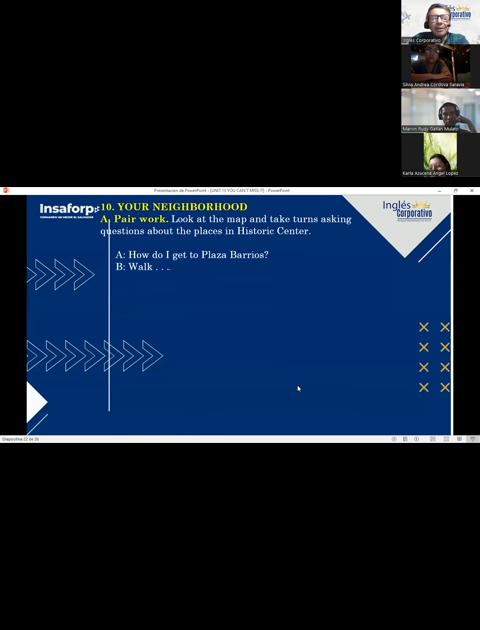 Inglés
Corporativo
Inglés Corporativo
Silvia Andrea Cordova Saravia
Marvin Rudy Galan Mulato
Karla Azucena Angel Lopez
Presentación de PowerPoint - [UNIT 13 YOU CAN'T MISS IT] - PowerPoint
Insaforp
10. YOUR NEIGHBORHOOD
A. Pair work. Look at the map and take turns asking
questions about the places in Historic Center.
A: How do I get to Plaza Barrios?
B: Walk . . ..
Inglés
Corporativo
Diapositiva 22 de 26